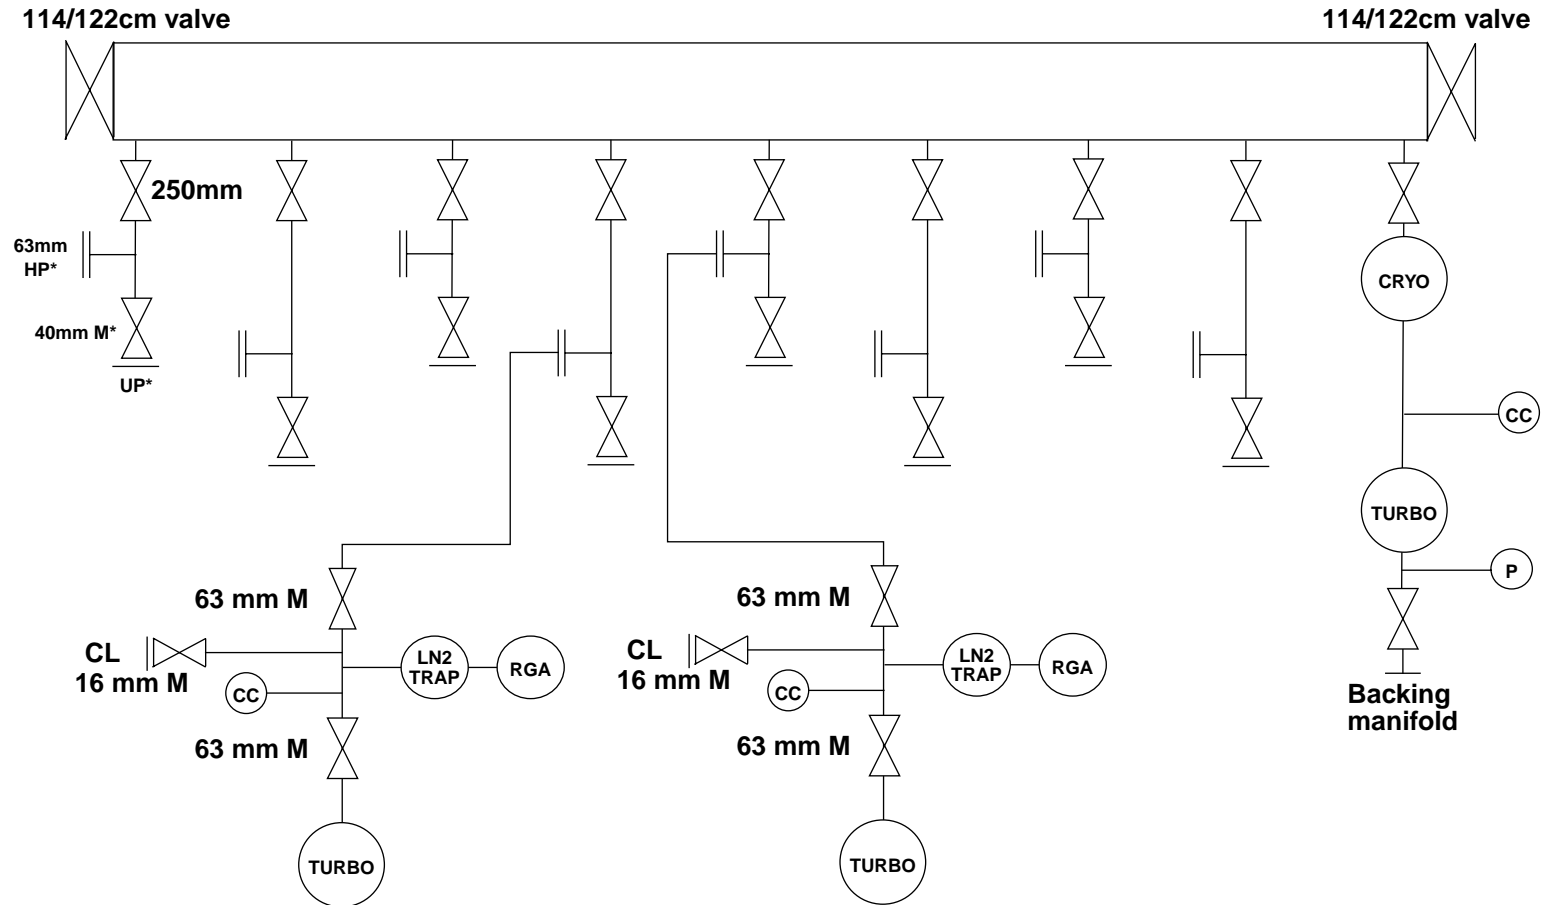 114/122cm valve
114/122cm valve
250mm
63mm
HP*
40mm M*
UP*
CRYO
CC
TURBO
P
Backing
manifold
63 mm M
CL
16 mm M
LN2
TRAP
RGA
CC
63 mm M
TURBO
63 mm M
CL
16 mm M
LN2
TRAP
RGA
CC
63 mm M
TURBO